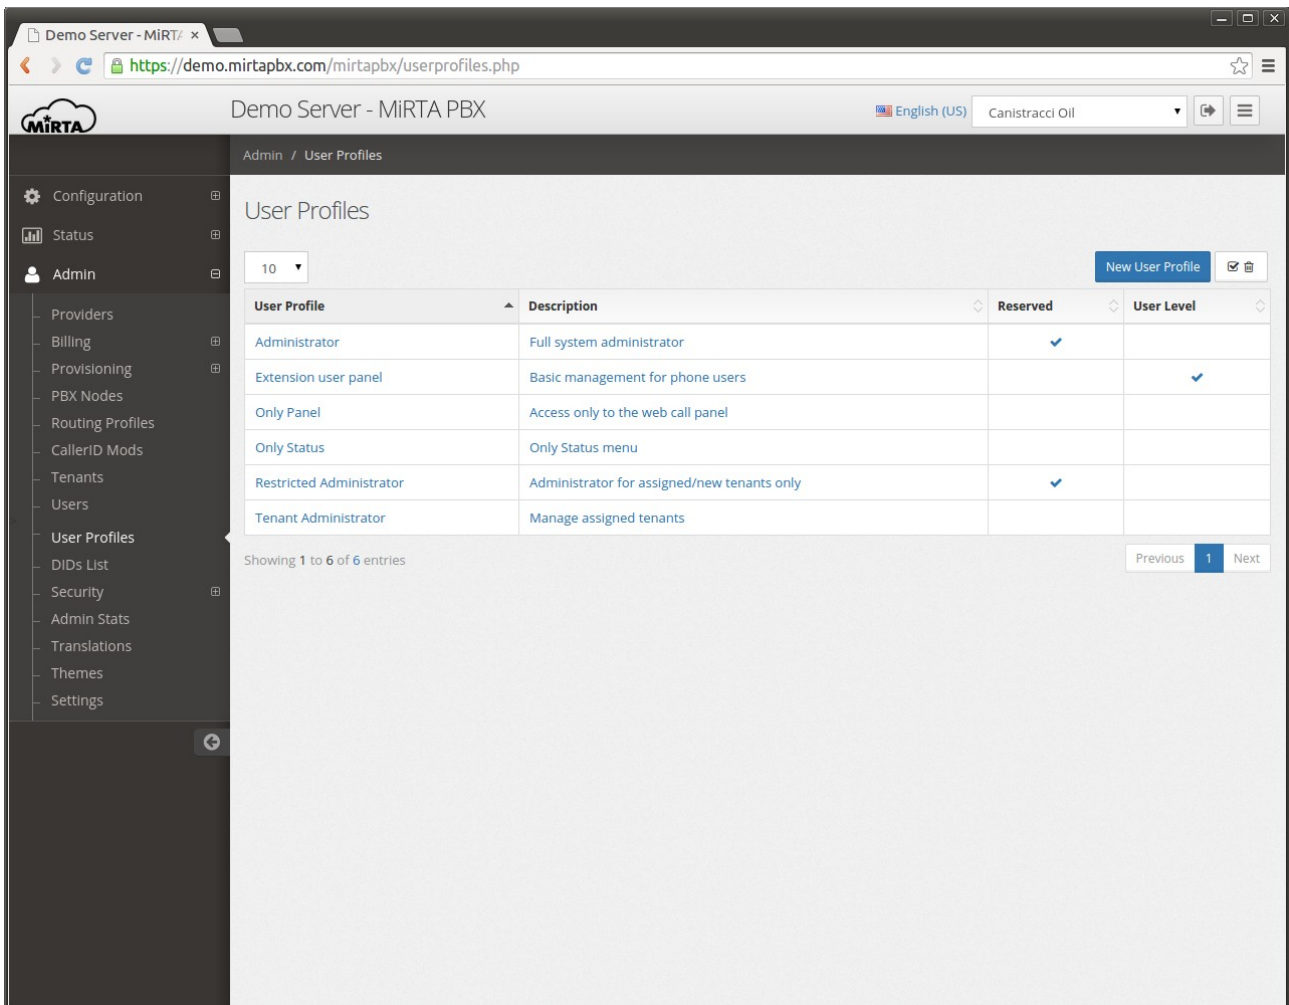 Demo Server - MiRTA
https://demo.mirtapbx.com/mirtapbx/userprofiles.php
MiRTA
Demo Server - MiRTA PBX
English (US)
Canistracci Oil
Admin / User Profiles
Configuration
Status
Admin
Providers
Billing
Provisioning
PBX Nodes
Routing Profiles
CallerID Mods
Tenants
Users
User Profiles
DIDs List
Security
Admin Stats
Translations
Themes
Settings
User Profiles
10
New User Profile
User Profile Description Reserved User Level
Administrator Full system administrator
Extension user panel Basic management for phone users
Only Panel Access only to the web call panel
Only Status Only Status menu
Restricted Administrator Administrator for assigned/new tenants only
Tenant Administrator Manage assigned tenants
Showing 1 to 6 of 6 entries
Previous 1 Next